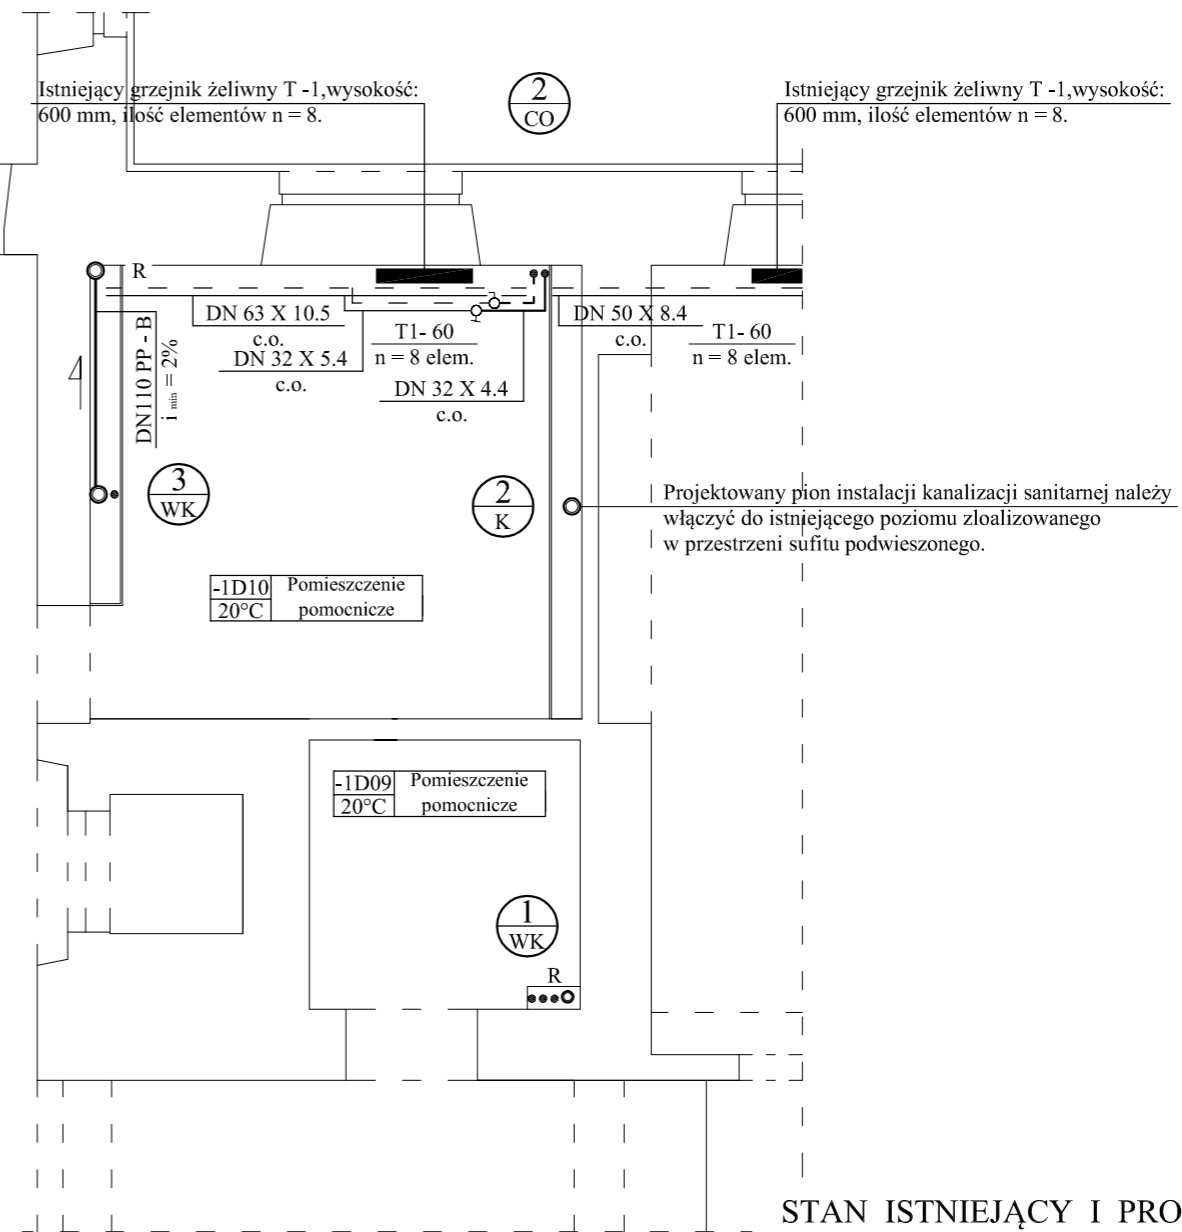 Istniejący grzejnik żeliwny T -1,wysokość:
600 mm, ilość elementów n = 8.
2
CO
Istniejący grzejnik żeliwny T -1,wysokość:
600 mm, ilość elementów n = 8.
R
DN 63 X 10.5
c.o.
DN 32 X 5.4
c.o.
T1- 60
n = 8 elem.
DN 32 X 4.4
c.o.
DN 50 X 8.4
c.o.
T1- 60
n = 8 elem.
DN110 PP - B
i min = 2%
3
WK
2
K
Projektowany pion instalacji kanalizacji sanitarnej należy
włączyć do istniejącego poziomu zloalizowanego
w przestrzeni sufitu podwieszonego.
-1D10 Pomieszczenie
20°C pomocnicze
-1D09 Pomieszczenie
20°C pomocnicze
1
WK
R
STAN ISTNIEJĄCY I PRO